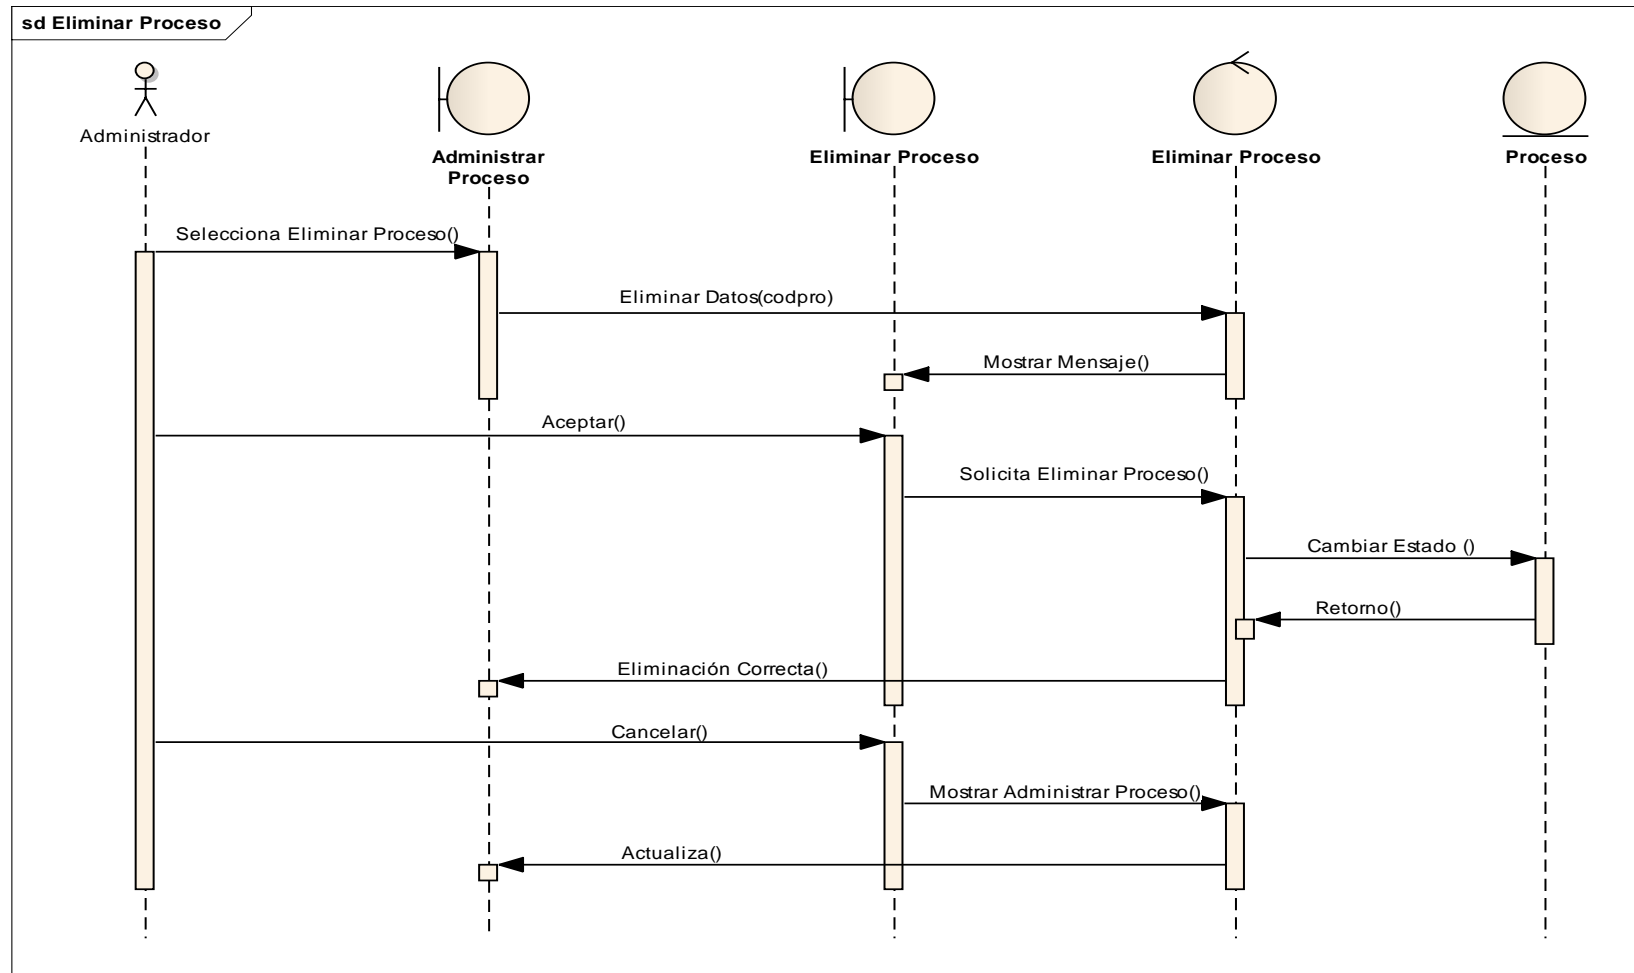 sd Eliminar Proceso
Administrador
Administrar
Proceso
Eliminar Proceso
Eliminar Proceso
Proceso
Selecciona Eliminar Proceso()
Eliminar Datos(codpro)
Mostrar Mensaje()
Aceptar()
Solicita Eliminar Proceso()
Cambiar Estado ()
Retorno()
Eliminación Correcta()
Cancelar()
Mostrar Administrar Proceso()
Actualiza()